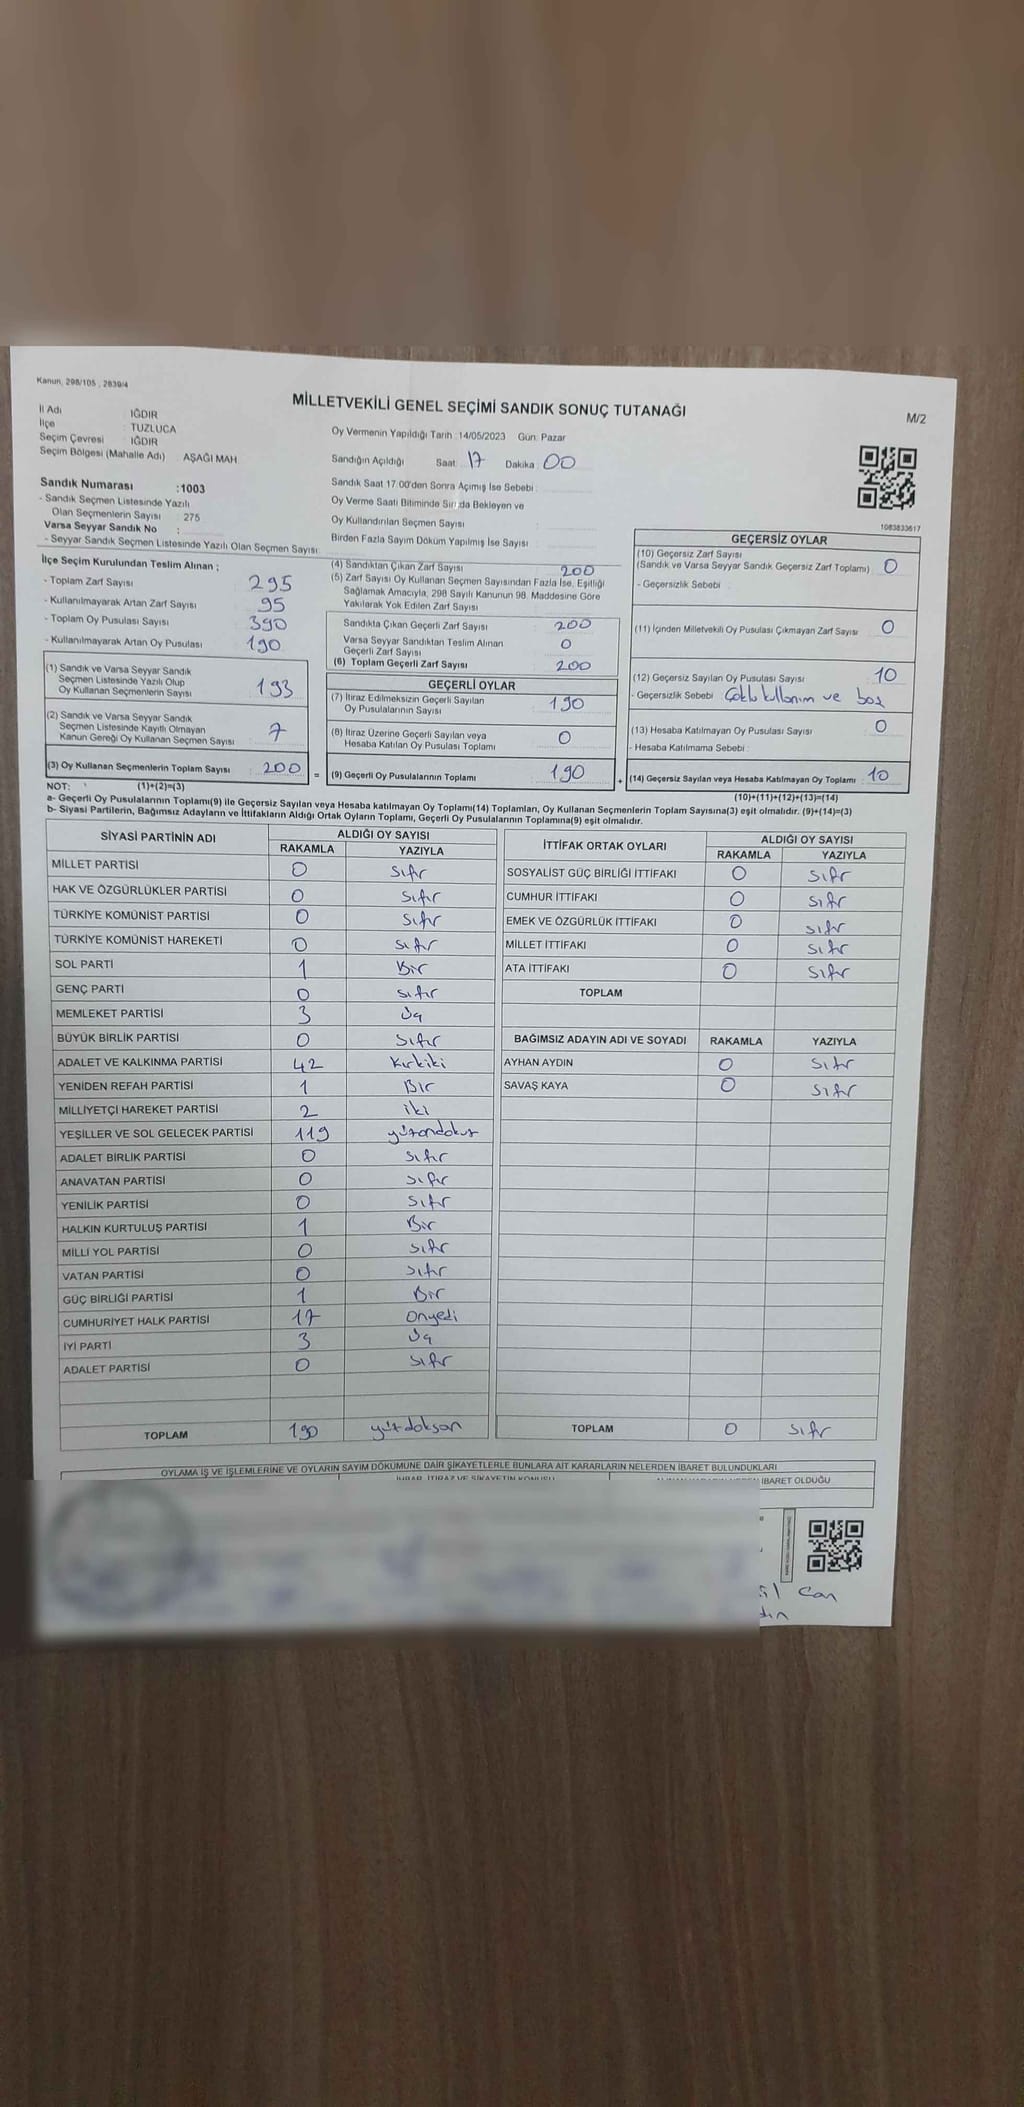 Kanun, 298/105 , 2839/4
MİLLETVEKİLİ GENEL SEÇİMİ SANDIK SONUÇ TUTANAĞI
M/2
İl Adı IĞDIR
İlçe : TUZLUCA
Seçim Çevresi : IĞDIR
Seçim Bölgesi (Mahalle Adı) : AŞAĞI MAH.
Sandık Numarası :1003
- Sandık Seçmen Listesinde Yazılı
Olan Seçmenlerin Sayısı : 275
Varsa Seyyar Sandık No :
- Seyyar Sandık Seçmen Listesinde Yazılı Olan Seçmen Sayısı:
Oy Vermenin Yapıldığı Tarih :14/05/2023 Gün: Pazar
Sandığın Açıldığı Saat: 17 Dakika: 00
Sandık Saat 17:00'den Sonra Açımış İse Sebebi :
Oy Verme Saati Bitiminde Sırada Bekleyen ve
Oy Kullandırılan Seçmen Sayısı
Birden Fazla Sayım Döküm Yapılmış İse Sayısı
1083833617
İlçe Seçim Kurulundan Teslim Alınan ;
- Toplam Zarf Sayısı 295
- Kullanılmayarak Artan Zarf Sayısı 95
- Toplam Oy Pusulası Sayısı 390
- Kullanılmayarak Artan Oy Pusulası 190
(1) Sandık ve Varsa Seyyar Sandık
Seçmen Listesinde Yazılı Olup
Oy Kullanan Seçmenlerin Sayısı 193
(2) Sandık ve Varsa Seyyar Sandık
Seçmen Listesinde Kayıtlı Olmayan
Kanun Gereği Oy Kullanan Seçmen Sayısı 7
(3) Oy Kullanan Seçmenlerin Toplam Sayısı 200
(4) Sandıktan Çıkan Zarf Sayısı 200
(5) Zarf Sayısı Oy Kullanan Seçmen Sayısından Fazla İse, Eşitliği
Sağlamak Amacıyla, 298 Sayılı Kanunun 98. Maddesine Göre
Yakılarak Yok Edilen Zarf Sayısı
Sandıkta Çıkan Geçerli Zarf Sayısı 200
Varsa Seyyar Sandıktan Teslim Alınan
Geçerli Zarf Sayısı 0
(6) Toplam Geçerli Zarf Sayısı 200
GEÇERLİ OYLAR
(7) İtiraz Edilmeksizin Geçerli Sayılan
Oy Pusulalarının Sayısı 190
(8) İtiraz Üzerine Geçerli Sayılan veya
Hesaba Katılan Oy Pusulası Toplamı 0
= (9) Geçerli Oy Pusulalarının Toplamı 190
GEÇERSİZ OYLAR
(10) Geçersiz Zarf Sayısı
(Sandık ve Varsa Seyyar Sandık Geçersiz Zarf Toplamı) 0
- Geçersizlik Sebebi
(11) İçinden Milletvekili Oy Pusulası Çıkmayan Zarf Sayısı 0
(12) Geçersiz Sayılan Oy Pusulası Sayısı 10
- Geçersizlik Sebebi Çoklu kullanım ve boş
(13) Hesaba Katılmayan Oy Pusulası Sayısı 0
- Hesaba Katılmama Sebebi :
+ (14) Geçersiz Sayılan veya Hesaba Katılmayan Oy Toplamı 10
NOT: (1)+(2)=(3)
(10)+(11)+(12)+(13)=(14)
a- Geçerli Oy Pusulalarının Toplamı(9) ile Geçersiz Sayılan veya Hesaba katılmayan Oy Toplamı(14) Toplamları, Oy Kullanan Seçmenlerin Toplam Sayısına(3) eşit olmalıdır. (9)+(14)=(3)
b- Siyasi Partilerin, Bağımsız Adayların ve İttifakların Aldığı Ortak Oyların Toplamı, Geçerli Oy Pusulalarının Toplamına(9) eşit olmalıdır.
SİYASİ PARTİNİN ADI ALDIĞI OY SAYISI
RAKAMLA YAZIYLA
MİLLET PARTİSİ 0 sıfır
HAK VE ÖZGÜRLÜKLER PARTİSİ 0 sıfır
TÜRKİYE KOMÜNİST PARTİSİ 0 sıfır
TÜRKİYE KOMÜNİST HAREKETİ 0 sıfır
SOL PARTİ 1 Bir
GENÇ PARTİ 0 sıfır
MEMLEKET PARTİSİ 3 Üç
BÜYÜK BİRLİK PARTİSİ 0 sıfır
ADALET VE KALKINMA PARTİSİ 42 kırkiki
YENİDEN REFAH PARTİSİ 1 Bir
MİLLİYETÇİ HAREKET PARTİSİ 2 iki
YEŞİLLER VE SOL GELECEK PARTİSİ 119 yüzondokuz
ADALET BİRLİK PARTİSİ 0 sıfır
ANAVATAN PARTİSİ 0 sıfır
YENİLİK PARTİSİ 0 sıfır
HALKIN KURTULUŞ PARTİSİ 1 Bir
MİLLİ YOL PARTİSİ 0 sıfır
VATAN PARTİSİ 0 sıfır
GÜÇ BİRLİĞİ PARTİSİ 1 Bir
CUMHURİYET HALK PARTİSİ 17 onyedi
İYİ PARTİ 3 Üç
ADALET PARTİSİ 0 sıfır
TOPLAM 190 yüzdoksan
İTTİFAK ORTAK OYLARI ALDIĞI OY SAYISI
RAKAMLA YAZIYLA
SOSYALİST GÜÇ BİRLİĞİ İTTİFAKI 0 sıfır
CUMHUR İTTİFAKI 0 sıfır
EMEK VE ÖZGÜRLÜK İTTİFAKI 0 sıfır
MİLLET İTTİFAKI 0 sıfır
ATA İTTİFAKI 0 sıfır
TOPLAM
BAĞIMSIZ ADAYIN ADI VE SOYADI RAKAMLA YAZIYLA
AYHAN AYDIN 0 sıfır
SAVAŞ KAYA 0 sıfır
TOPLAM 0 sıfır
OYLAMA İŞ VE İŞLEMLERİNE VE OYLARIN SAYIM DÖKÜMÜNE DAİR ŞİKAYETLERLE BUNLARA AİT KARARLARIN NELERDEN İBARET BULUNDUKLARI
İHBAR, İTİRAZ VE ŞİKAYETİN KONUSU
İBARET OLDUĞU
Can